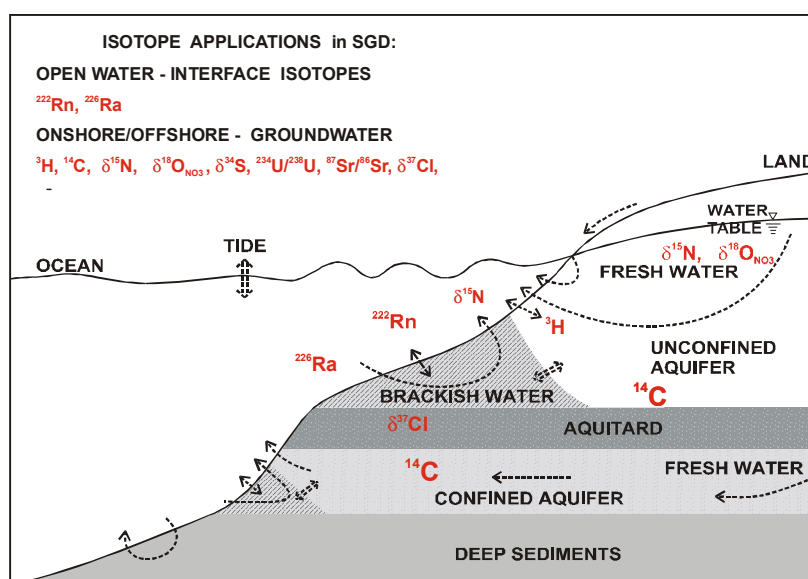 ISOTOPE APPLICATIONS in SGD:
OPEN WATER - INTERFACE ISOTOPES
²²²Rn, ²²⁶Ra
ONSHORE/OFFSHORE - GROUNDWATER
³H, ¹⁴C, δ¹⁵N, δ¹⁸O_NO3, δ³⁴S, ²³⁴U/²³⁸U, ⁸⁷Sr/⁸⁶Sr, δ³⁷Cl,
-
LAND
WATER
TABLE
TIDE
OCEAN
δ¹⁵N, δ¹⁸O_NO3
FRESH WATER
δ¹⁵N
²²²Rn
³H
²²⁶Ra
UNCONFINED
AQUIFER
¹⁴C
BRACKISH WATER
δ³⁷Cl
AQUITARD
¹⁴C
FRESH WATER
CONFINED AQUIFER
DEEP SEDIMENTS